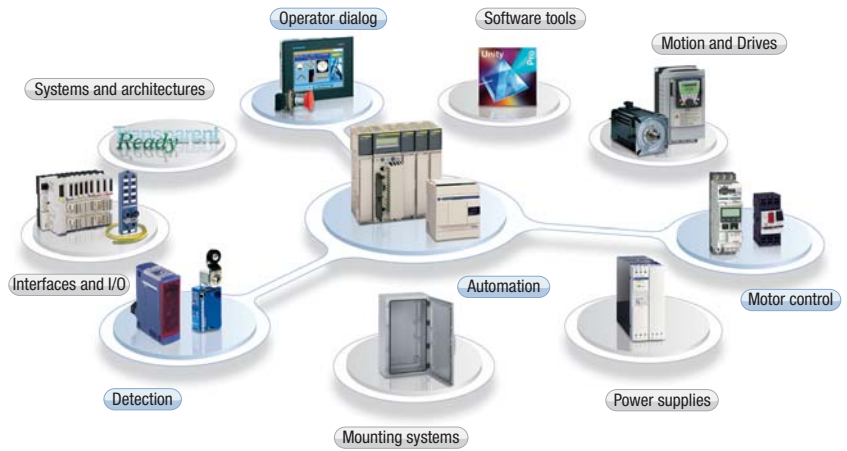 Operator dialog
Software tools
Motion and Drives
Systems and architectures
Unity
Pro
Transparent
Ready
Interfaces and I/O
Automation
Motor control
Detection
Power supplies
Mounting systems